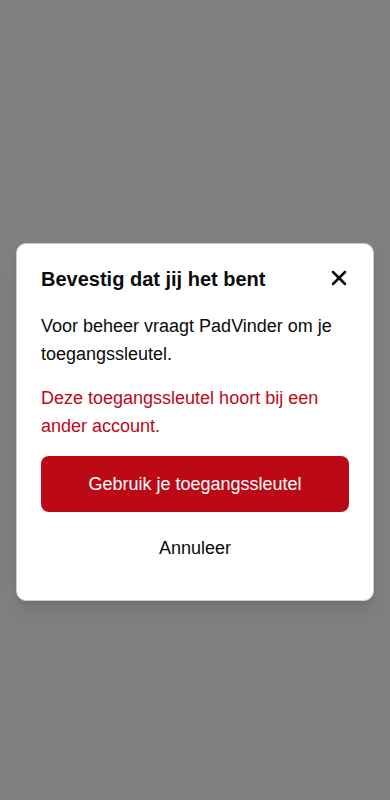 Bevestig dat jij het bent
Voor beheer vraagt PadVinder om je
toegangssleutel.
Deze toegangssleutel hoort bij een
ander account.
Gebruik je toegangssleutel
Annuleer